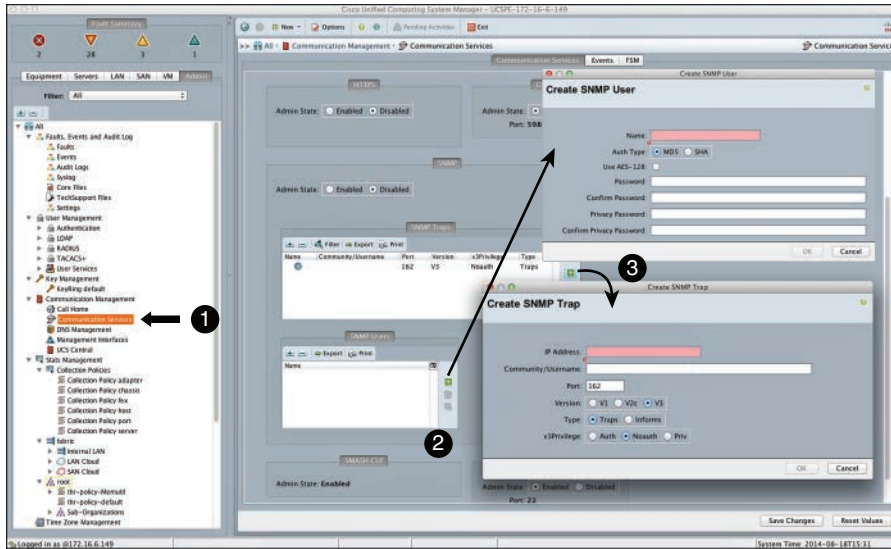 Cisco Unified Computing System Manager - UCSPE-172-16-6-149
Fault Summary
2 26 3 1
Equipment Servers LAN SAN VM Admin
Filter: All
All
Faults, Events and Audit Log
Faults
Events
Audit Logs
Syslog
Core Files
TechSupport Files
Settings
User Management
Authentication
LDAP
RADIUS
TACACS+
User Services
Key Management
KeyRing default
Communication Management
Call Home
Communication Services
DNS Management
Management Interfaces
UCS Central
Stats Management
Collection Policies
Collection Policy adapter
Collection Policy chassis
Collection Policy fex
Collection Policy host
Collection Policy port
Collection Policy server
fabric
Internal LAN
LAN Cloud
SAN Cloud
root
thr-policy-Memutil
thr-policy-default
Sub-Organizations
Time Zone Management
Logged in as @172.16.6.149
New Options Pending Activities Exit
>> All Communication Management Communication Services
Communication Servic
Communication Services Events FSM
HTTPS
Admin State: Enabled Disabled
Admin State:
Port: 598
SNMP
Admin State: Enabled Disabled
SNMP Traps
Filter Export Print
Name Community/Username Port Version v3Privilege Type
162 V3 Noauth Traps
SNMP Users
Export Print
Name
SMASH CLP
Admin State: Enabled
Admin State: Enabled Disabled
Port: 22
Create SNMP User
Create SNMP User
Name:
Auth Type: MD5 SHA
Use AES-128:
Password:
Confirm Password:
Privacy Password:
Confirm Privacy Password:
OK Cancel
Create SNMP Trap
Create SNMP Trap
IP Address:
Community/Username:
Port: 162
Version: V1 V2c V3
Type: Traps Informs
v3Privilege: Auth Noauth Priv
OK Cancel
Save Changes Reset Values
System Time: 2014-08-18T15:31
1
2
3